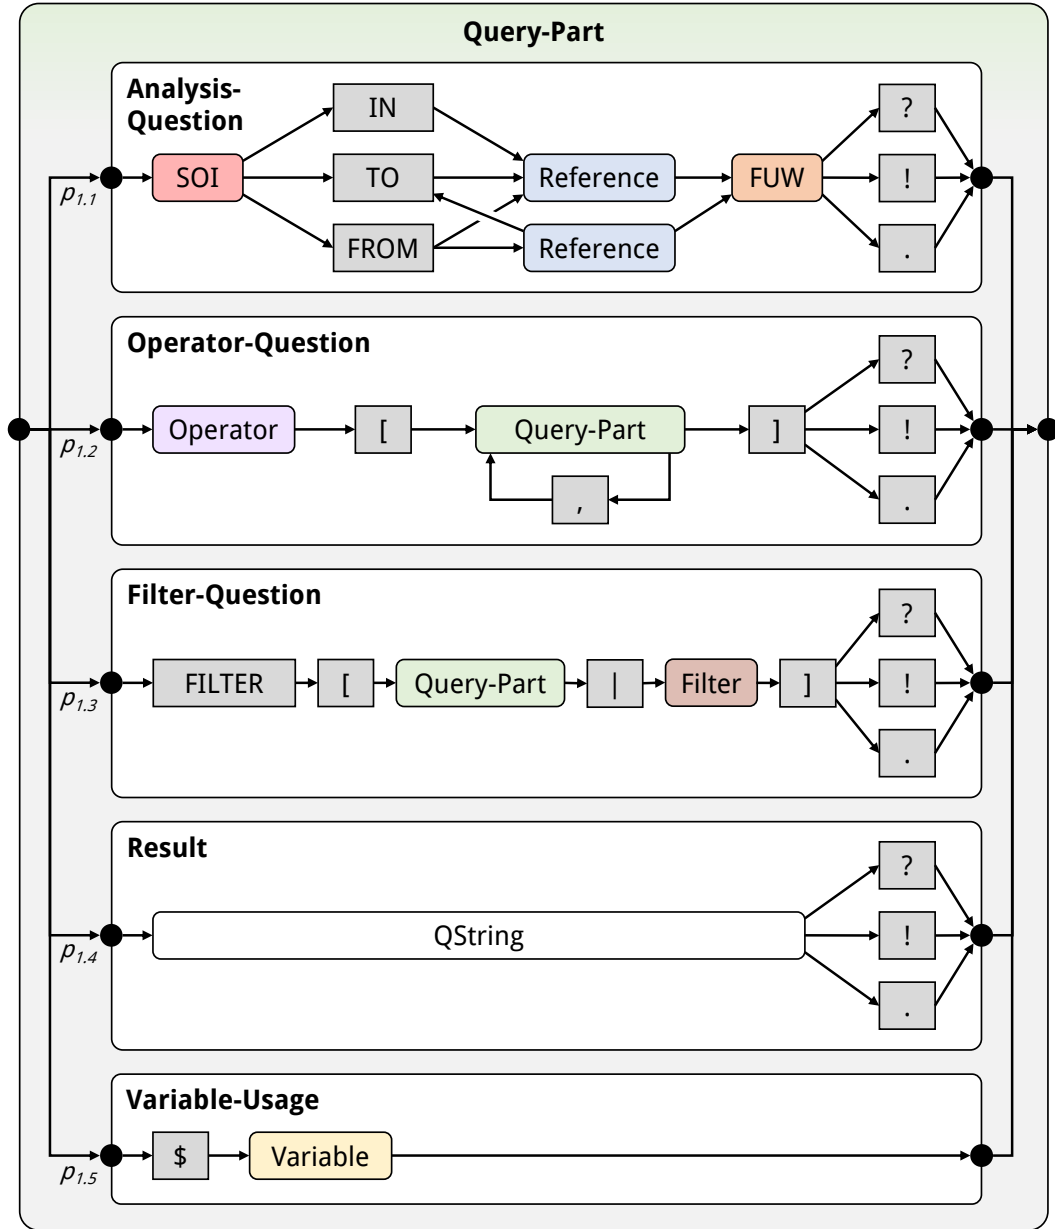 Query-Part
Analysis-
Question
IN
?
p1.1
SOI
TO
Reference
FUW
!
FROM
Reference
.
Operator-Question
?
p1.2
Operator
[
Query-Part
]
!
,
.
Filter-Question
?
p1.3
FILTER
[
Query-Part
|
Filter
]
!
.
Result
?
p1.4
QString
!
.
Variable-Usage
p1.5
$
Variable